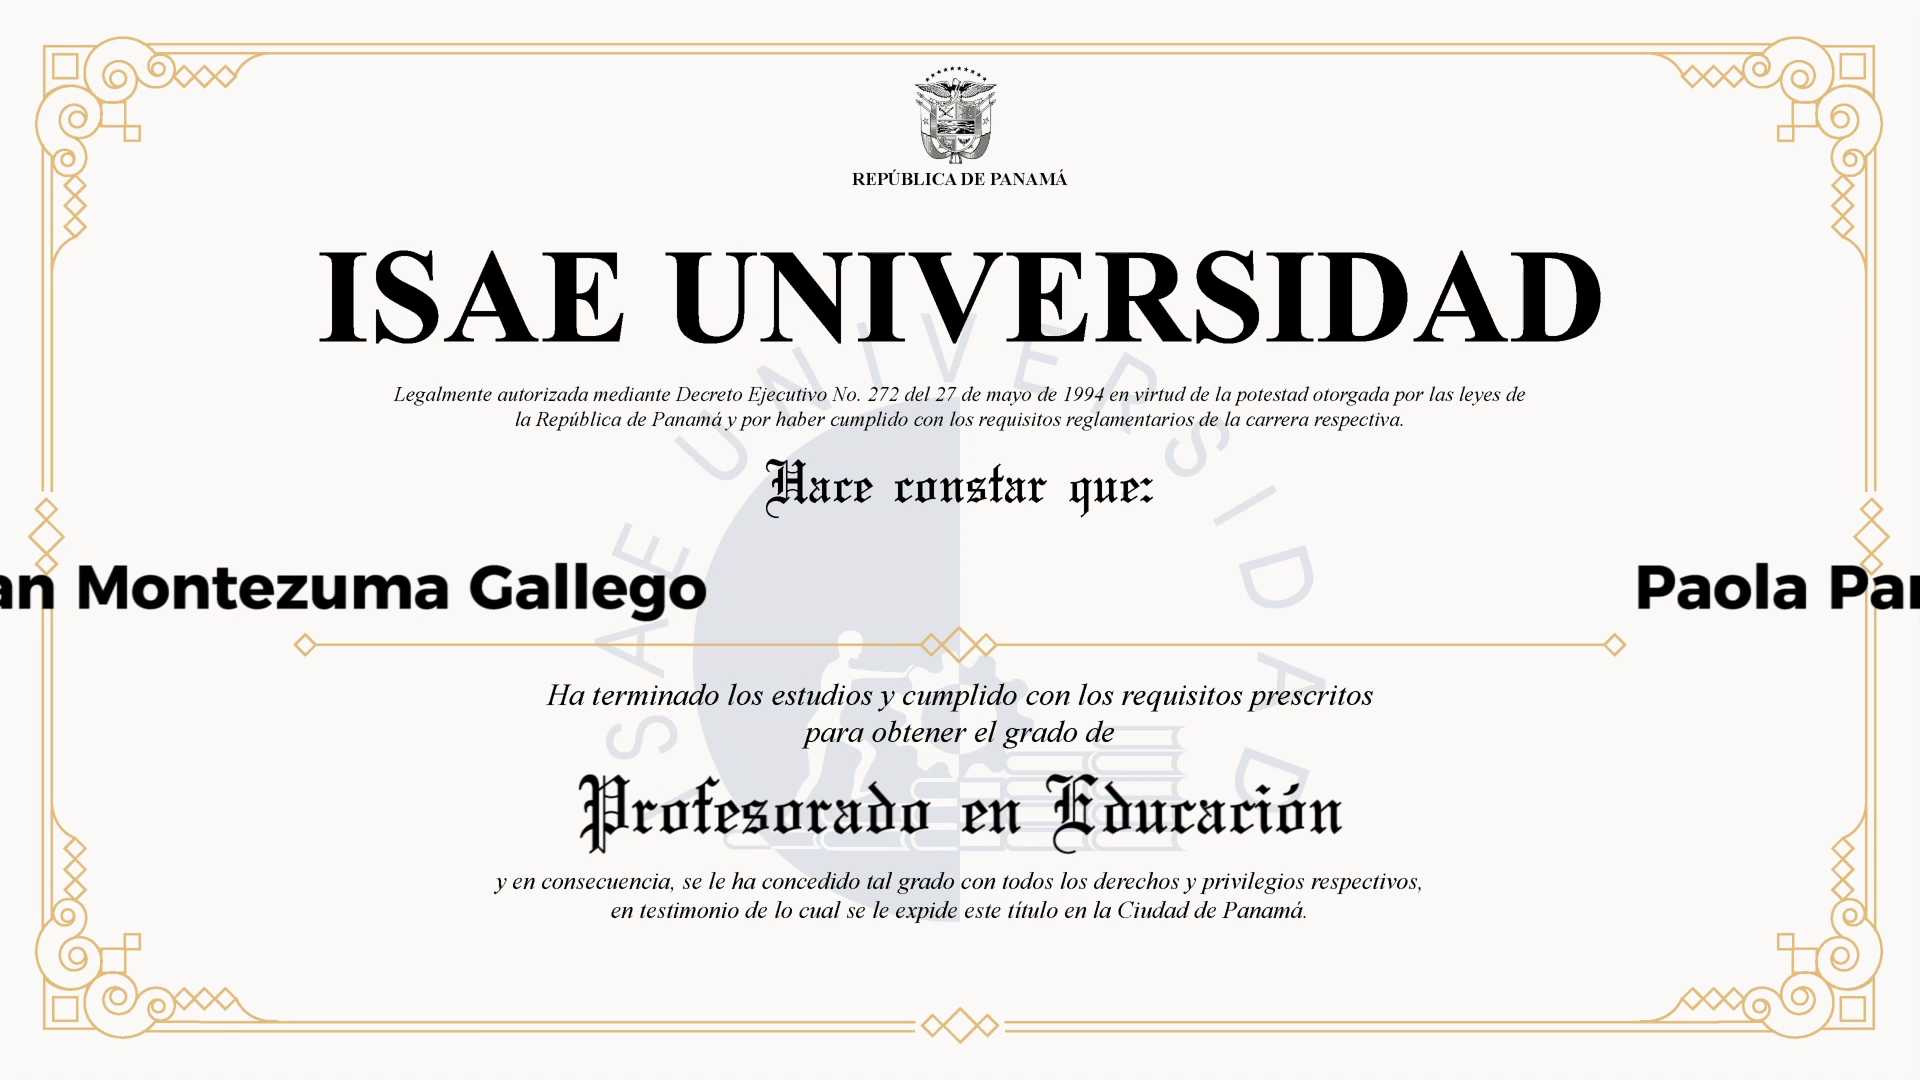 REPÚBLICA DE PANAMÁ
ISAE UNIVERSIDAD
Legalmente autorizada mediante Decreto Ejecutivo No. 272 del 27 de mayo de 1994 en virtud de la potestad otorgada por las leyes de
la República de Panamá y por haber cumplido con los requisitos reglamentarios de la carrera respectiva.
Hace constar que:
Montezuma Gallego
Paola
Ha terminado los estudios y cumplido con los requisitos prescritos
para obtener el grado de
Profesorado en Educación
y en consecuencia, se le ha concedido tal grado con todos los derechos y privilegios respectivos,
en testimonio de lo cual se le expide este título en la Ciudad de Panamá.
ISAE UNIVERSIDAD